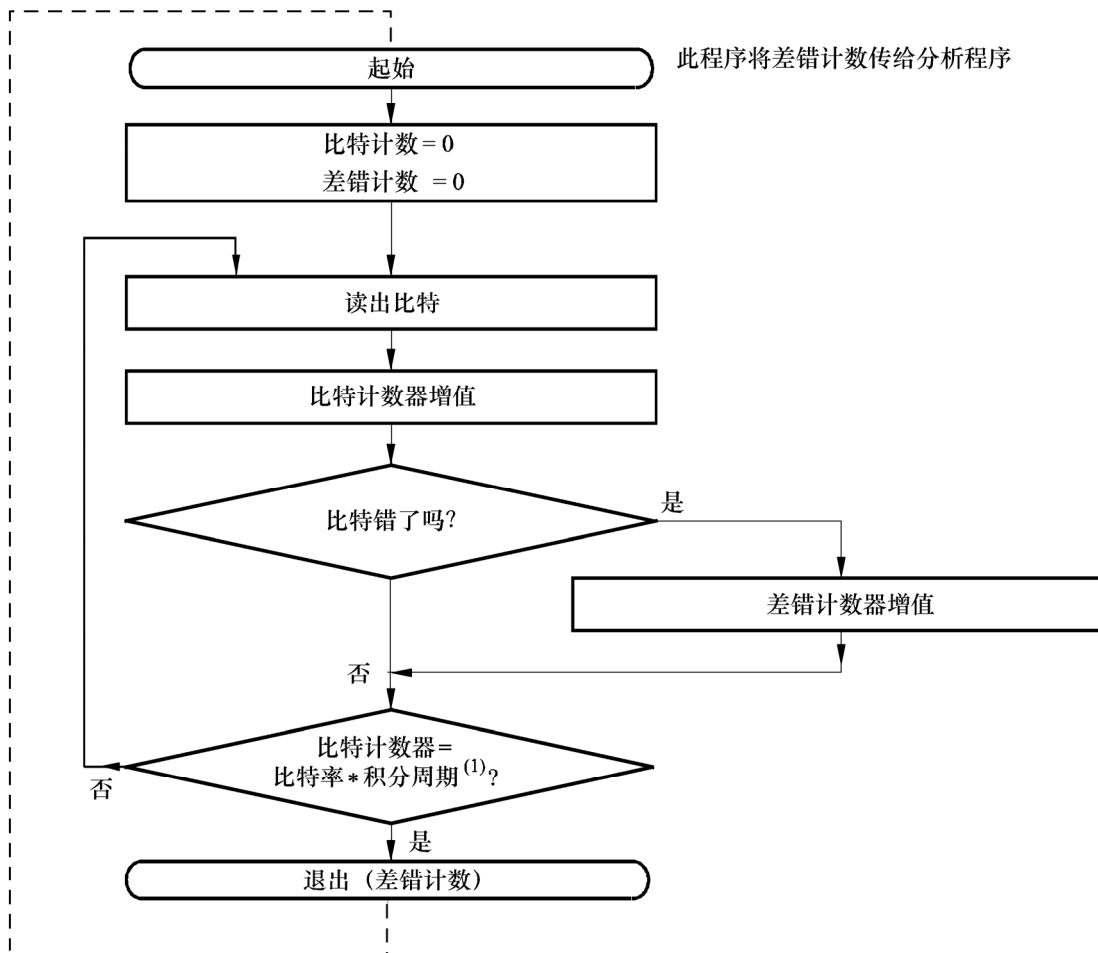 起始
此程序将差错计数传给分析程序
比特计数 = 0
差错计数 = 0
读出比特
比特计数器增值
比特错了吗?
是
差错计数器增值
否
比特计数器=
比特率*积分周期(1)?
否
是
退出 (差错计数)